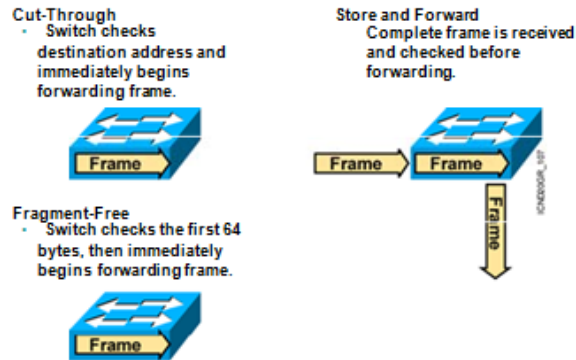 Cut-Through
• Switch checks
destination address and
immediately begins
forwarding frame.
Frame
Fragment-Free
• Switch checks the first 64
bytes, then immediately
begins forwarding frame.
Frame
Store and Forward
Complete frame is received
and checked before
forwarding.
Frame
Frame
Frame
ICND20GR_107